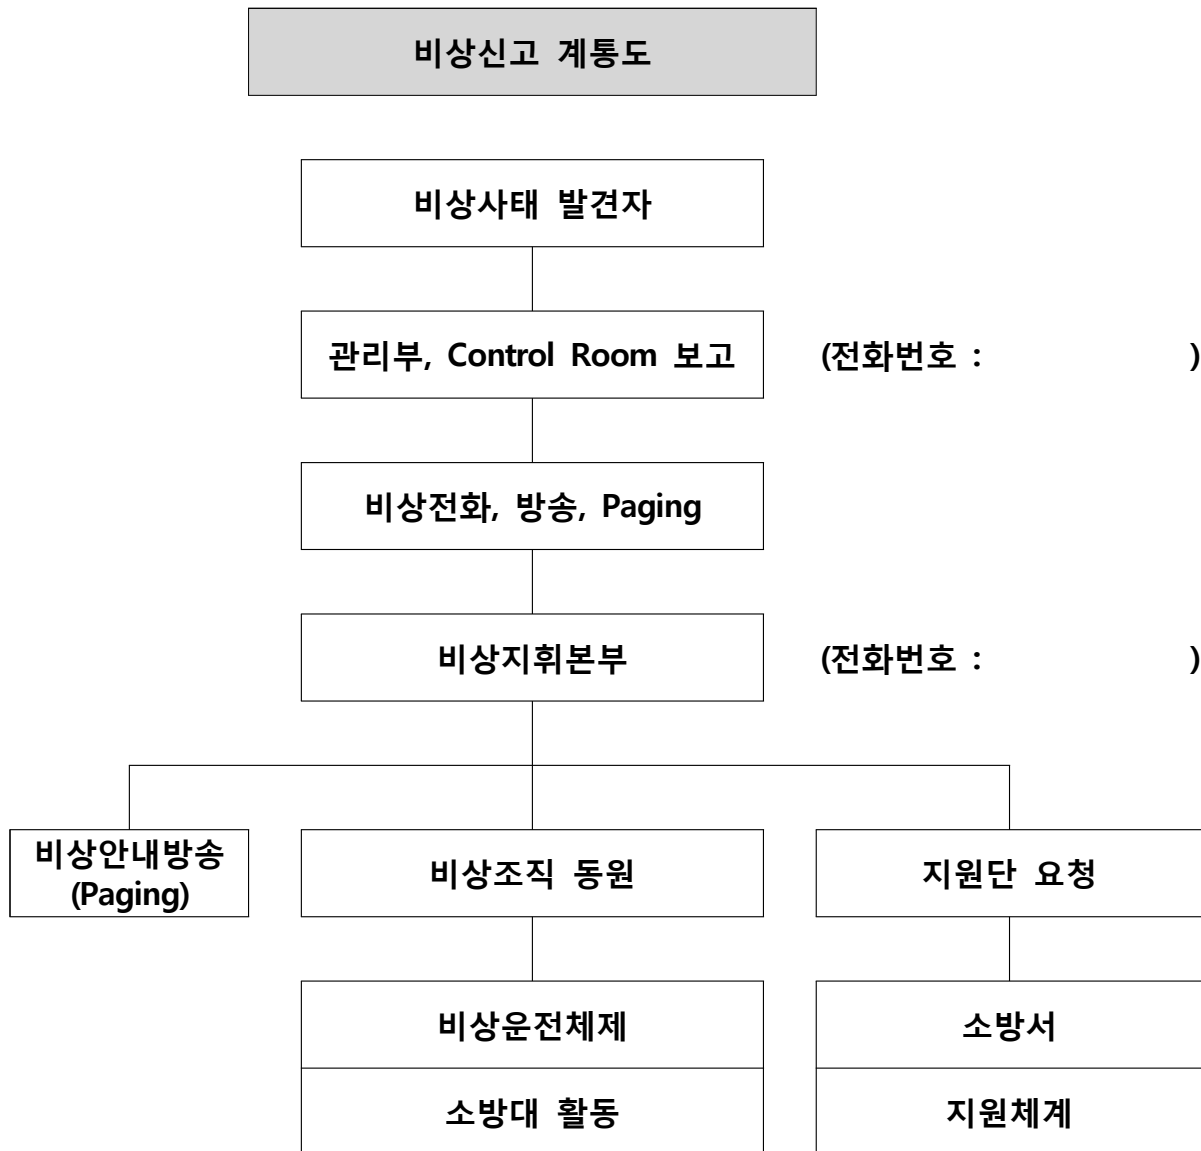 비상신고 계통도
비상사태 발견자
관리부, Control Room 보고 (전화번호 : )
비상전화, 방송, Paging
비상지휘본부 (전화번호 : )
비상안내방송
(Paging)
비상조직 동원
지원단 요청
비상운전체제
소방서
소방대 활동
지원체계